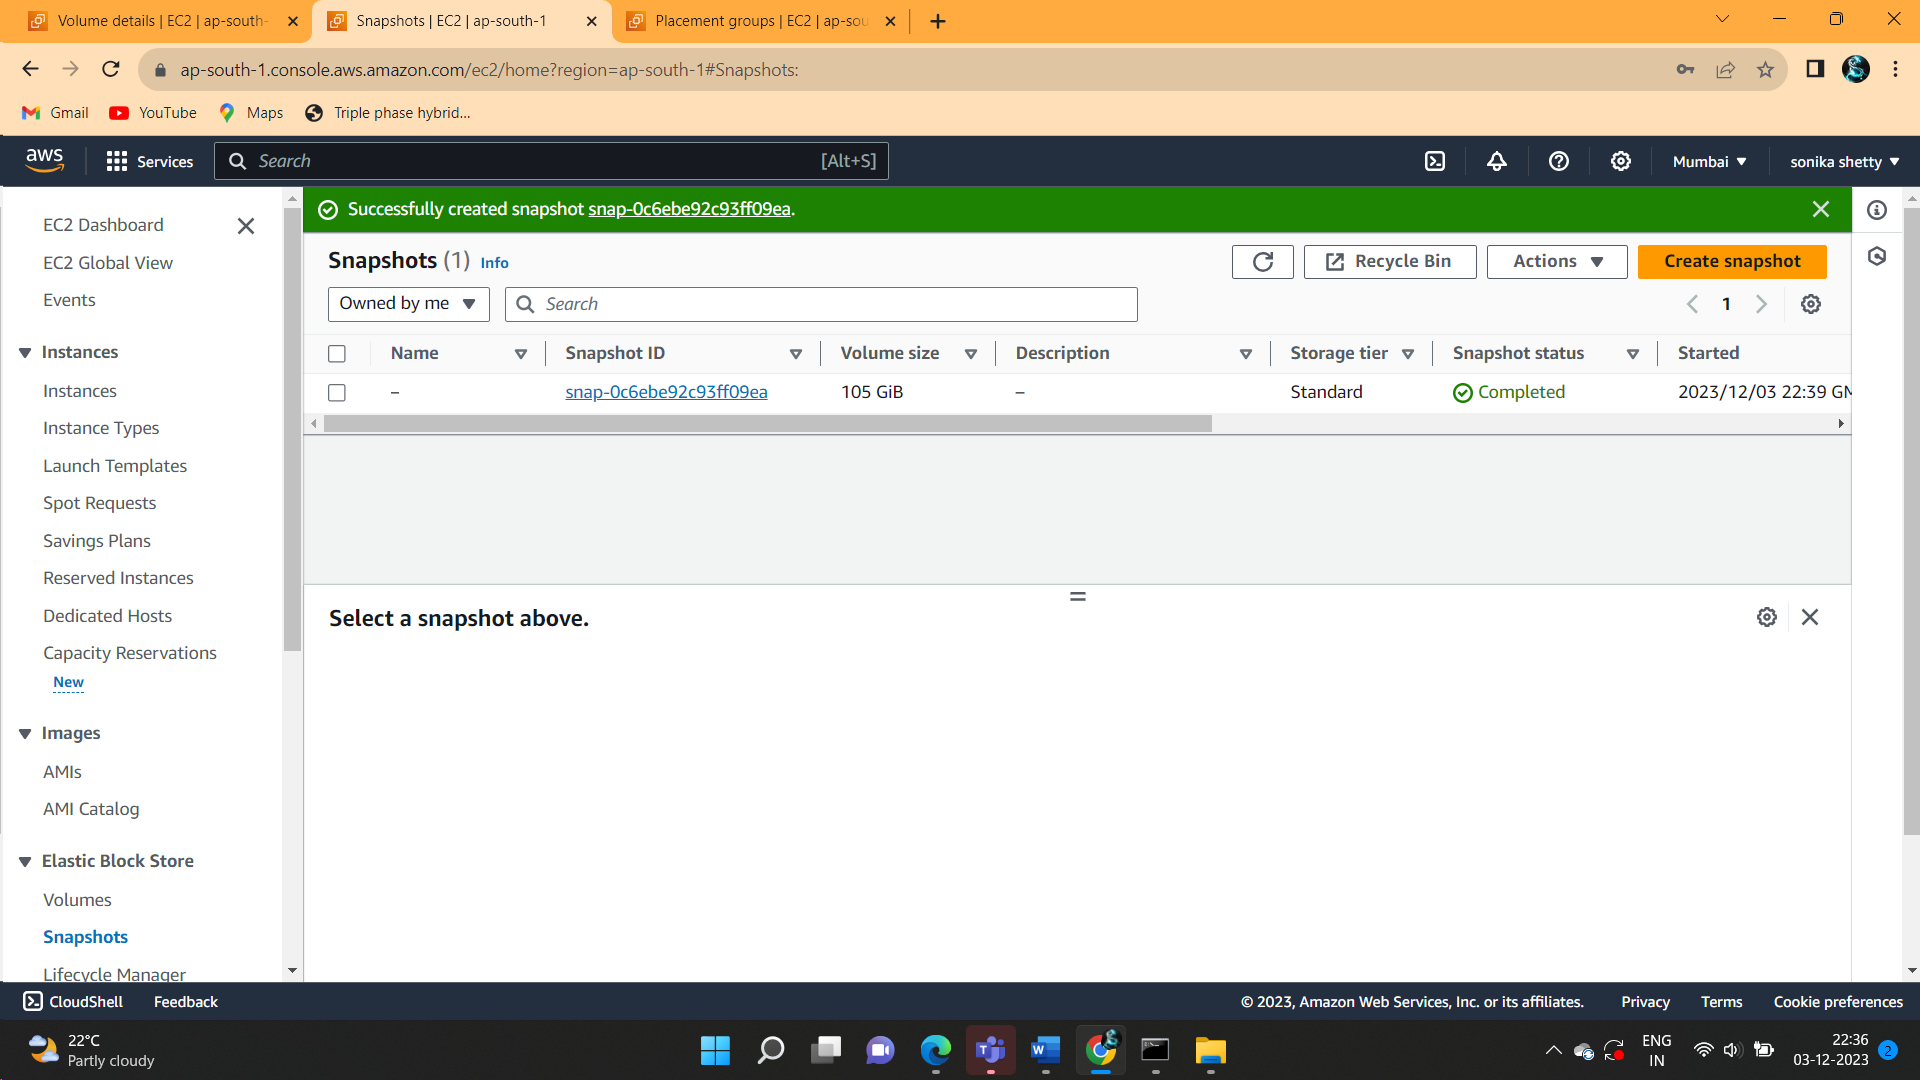 Volume details | EC2 | ap-south-
Snapshots | EC2 | ap-south-1
Placement groups | EC2 | ap-sou
ap-south-1.console.aws.amazon.com/ec2/home?region=ap-south-1#Snapshots:
Gmail
YouTube
Maps
Triple phase hybrid...
aws
Services
Search
[Alt+S]
Mumbai
sonika shetty
EC2 Dashboard
EC2 Global View
Events
Instances
Instances
Instance Types
Launch Templates
Spot Requests
Savings Plans
Reserved Instances
Dedicated Hosts
Capacity Reservations
New
Images
AMIs
AMI Catalog
Elastic Block Store
Volumes
Snapshots
Lifecycle Manager
Successfully created snapshot snap-0c6ebe92c93ff09ea.
Snapshots (1) Info
Recycle Bin
Actions
Create snapshot
Owned by me
Search
1
Name
Snapshot ID
Volume size
Description
Storage tier
Snapshot status
Started
–
snap-0c6ebe92c93ff09ea
105 GiB
–
Standard
Completed
2023/12/03 22:39 GM
Select a snapshot above.
CloudShell
Feedback
© 2023, Amazon Web Services, Inc. or its affiliates.
Privacy
Terms
Cookie preferences
22°C
Partly cloudy
ENG
IN
22:36
03-12-2023
2